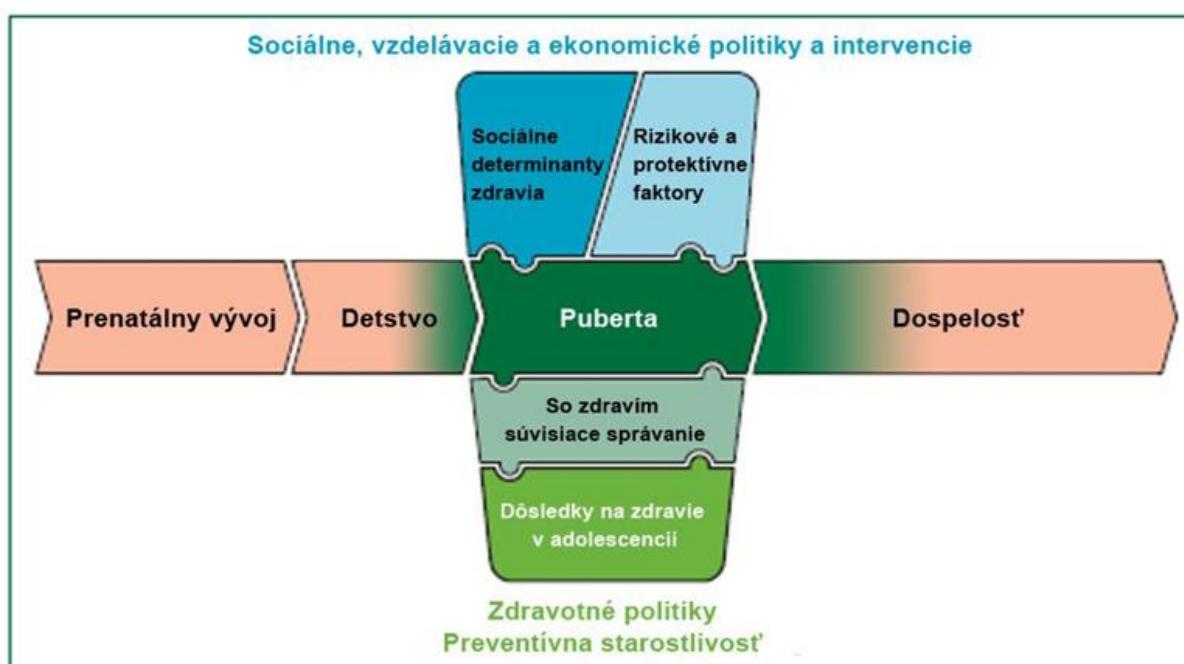 Sociálne, vzdelávacie a ekonomické politiky a intervencie
Sociálne
determinanty
zdravia
Rizikové a
protektívne
faktory
Prenatálny vývoj
Detstvo
Puberta
Dospelosť
So zdravím
súvisiace správanie
Dôsledky na zdravie
v adolescencii
Zdravotné politiky
Preventívna starostlivosť